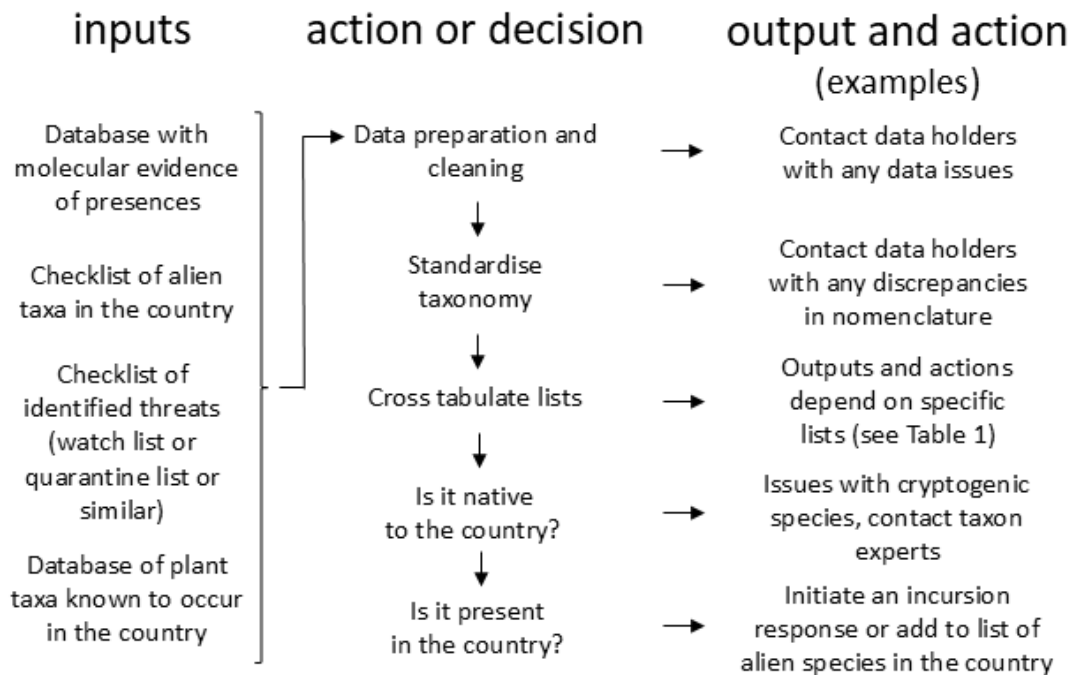 inputs
action or decision
output and action
(examples)
Database with
molecular evidence
of presences
Checklist of alien
taxa in the country
Checklist of
identified threats
(watch list or
quarantine list or
similar)
Database of plant
taxa known to occur
in the country
Data preparation and
cleaning
Standardise
taxonomy
Cross tabulate lists
Is it native
to the country?
Is it present
in the country?
Contact data holders
with any data issues
Contact data holders
with any discrepancies
in nomenclature
Outputs and actions
depend on specific
lists (see Table 1)
Issues with cryptogenic
species, contact taxon
experts
Initiate an incursion
response or add to list of
alien species in the country